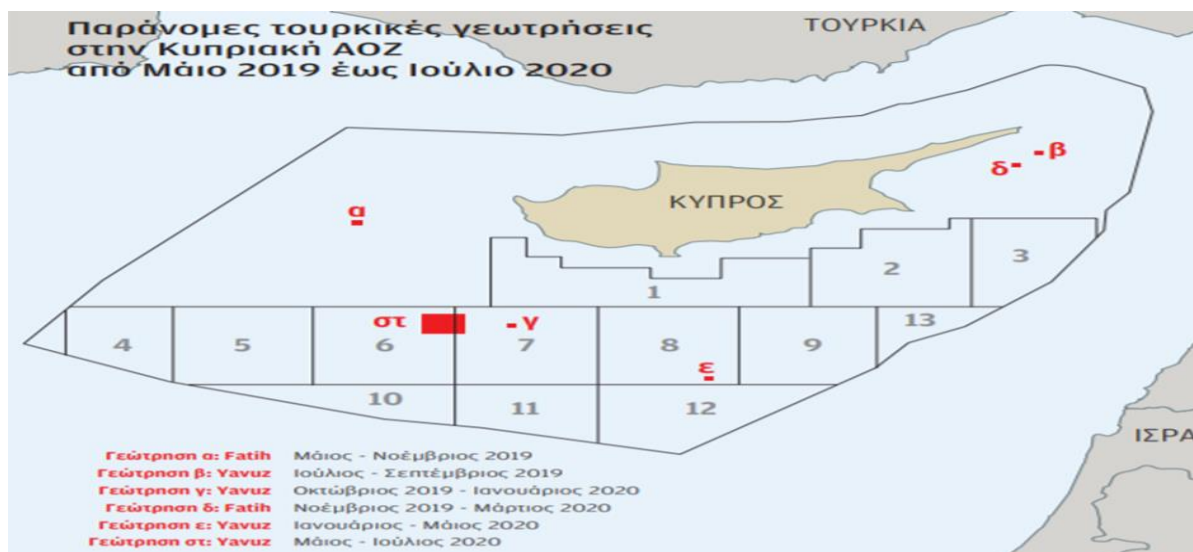 Παράνομες τουρκικές γεωτρήσεις
στην Κυπριακή ΑΟΖ
από Μάιο 2019 έως Ιούλιο 2020
ΤΟΥΡΚΙΑ
β
δ
ΚΥΠΡΟΣ
α
3
2
1
στ
γ
13
4
5
6
7
8
9
ε
10
11
12
ΙΣΡΑ
Γεώτρηση α: Fatih Μάιος - Νοέμβριος 2019
Γεώτρηση β: Yavuz Ιούλιος - Σεπτέμβριος 2019
Γεώτρηση γ: Yavuz Οκτώβριος 2019 - Ιανουάριος 2020
Γεώτρηση δ: Fatih Νοέμβριος 2019 - Μάρτιος 2020
Γεώτρηση ε: Yavuz Ιανουάριος - Μάιος 2020
Γεώτρηση στ: Yavuz Μάιος - Ιούλιος 2020